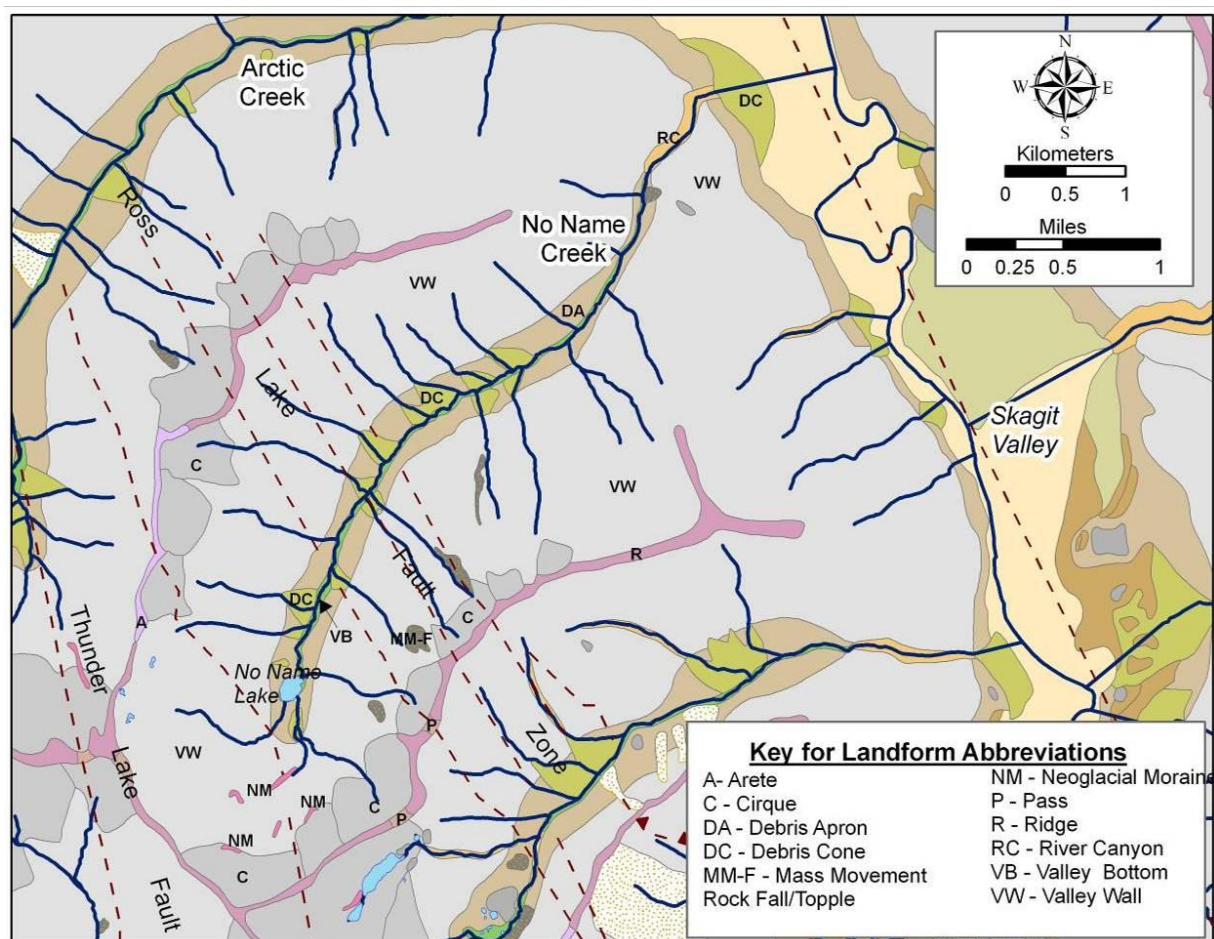 Arctic
Creek
N
W E
S
Kilometers
0 0.5 1
Miles
0 0.25 0.5 1
DC
RC
VW
Ross
No Name
Creek
VW
DA
Lake
DC
Skagit
Valley
C
VW
Fault
R
DC
C
Thunder
A
VB
MM-F
No Name
Lake
P
Zone
VW
NM
NM
C
P
Lake
NM
C
Fault
Key for Landform Abbreviations
A- Arete
C - Cirque
DA - Debris Apron
DC - Debris Cone
MM-F - Mass Movement
Rock Fall/Topple
NM - Neoglacial Moraine
P - Pass
R - Ridge
RC - River Canyon
VB - Valley Bottom
VW - Valley Wall